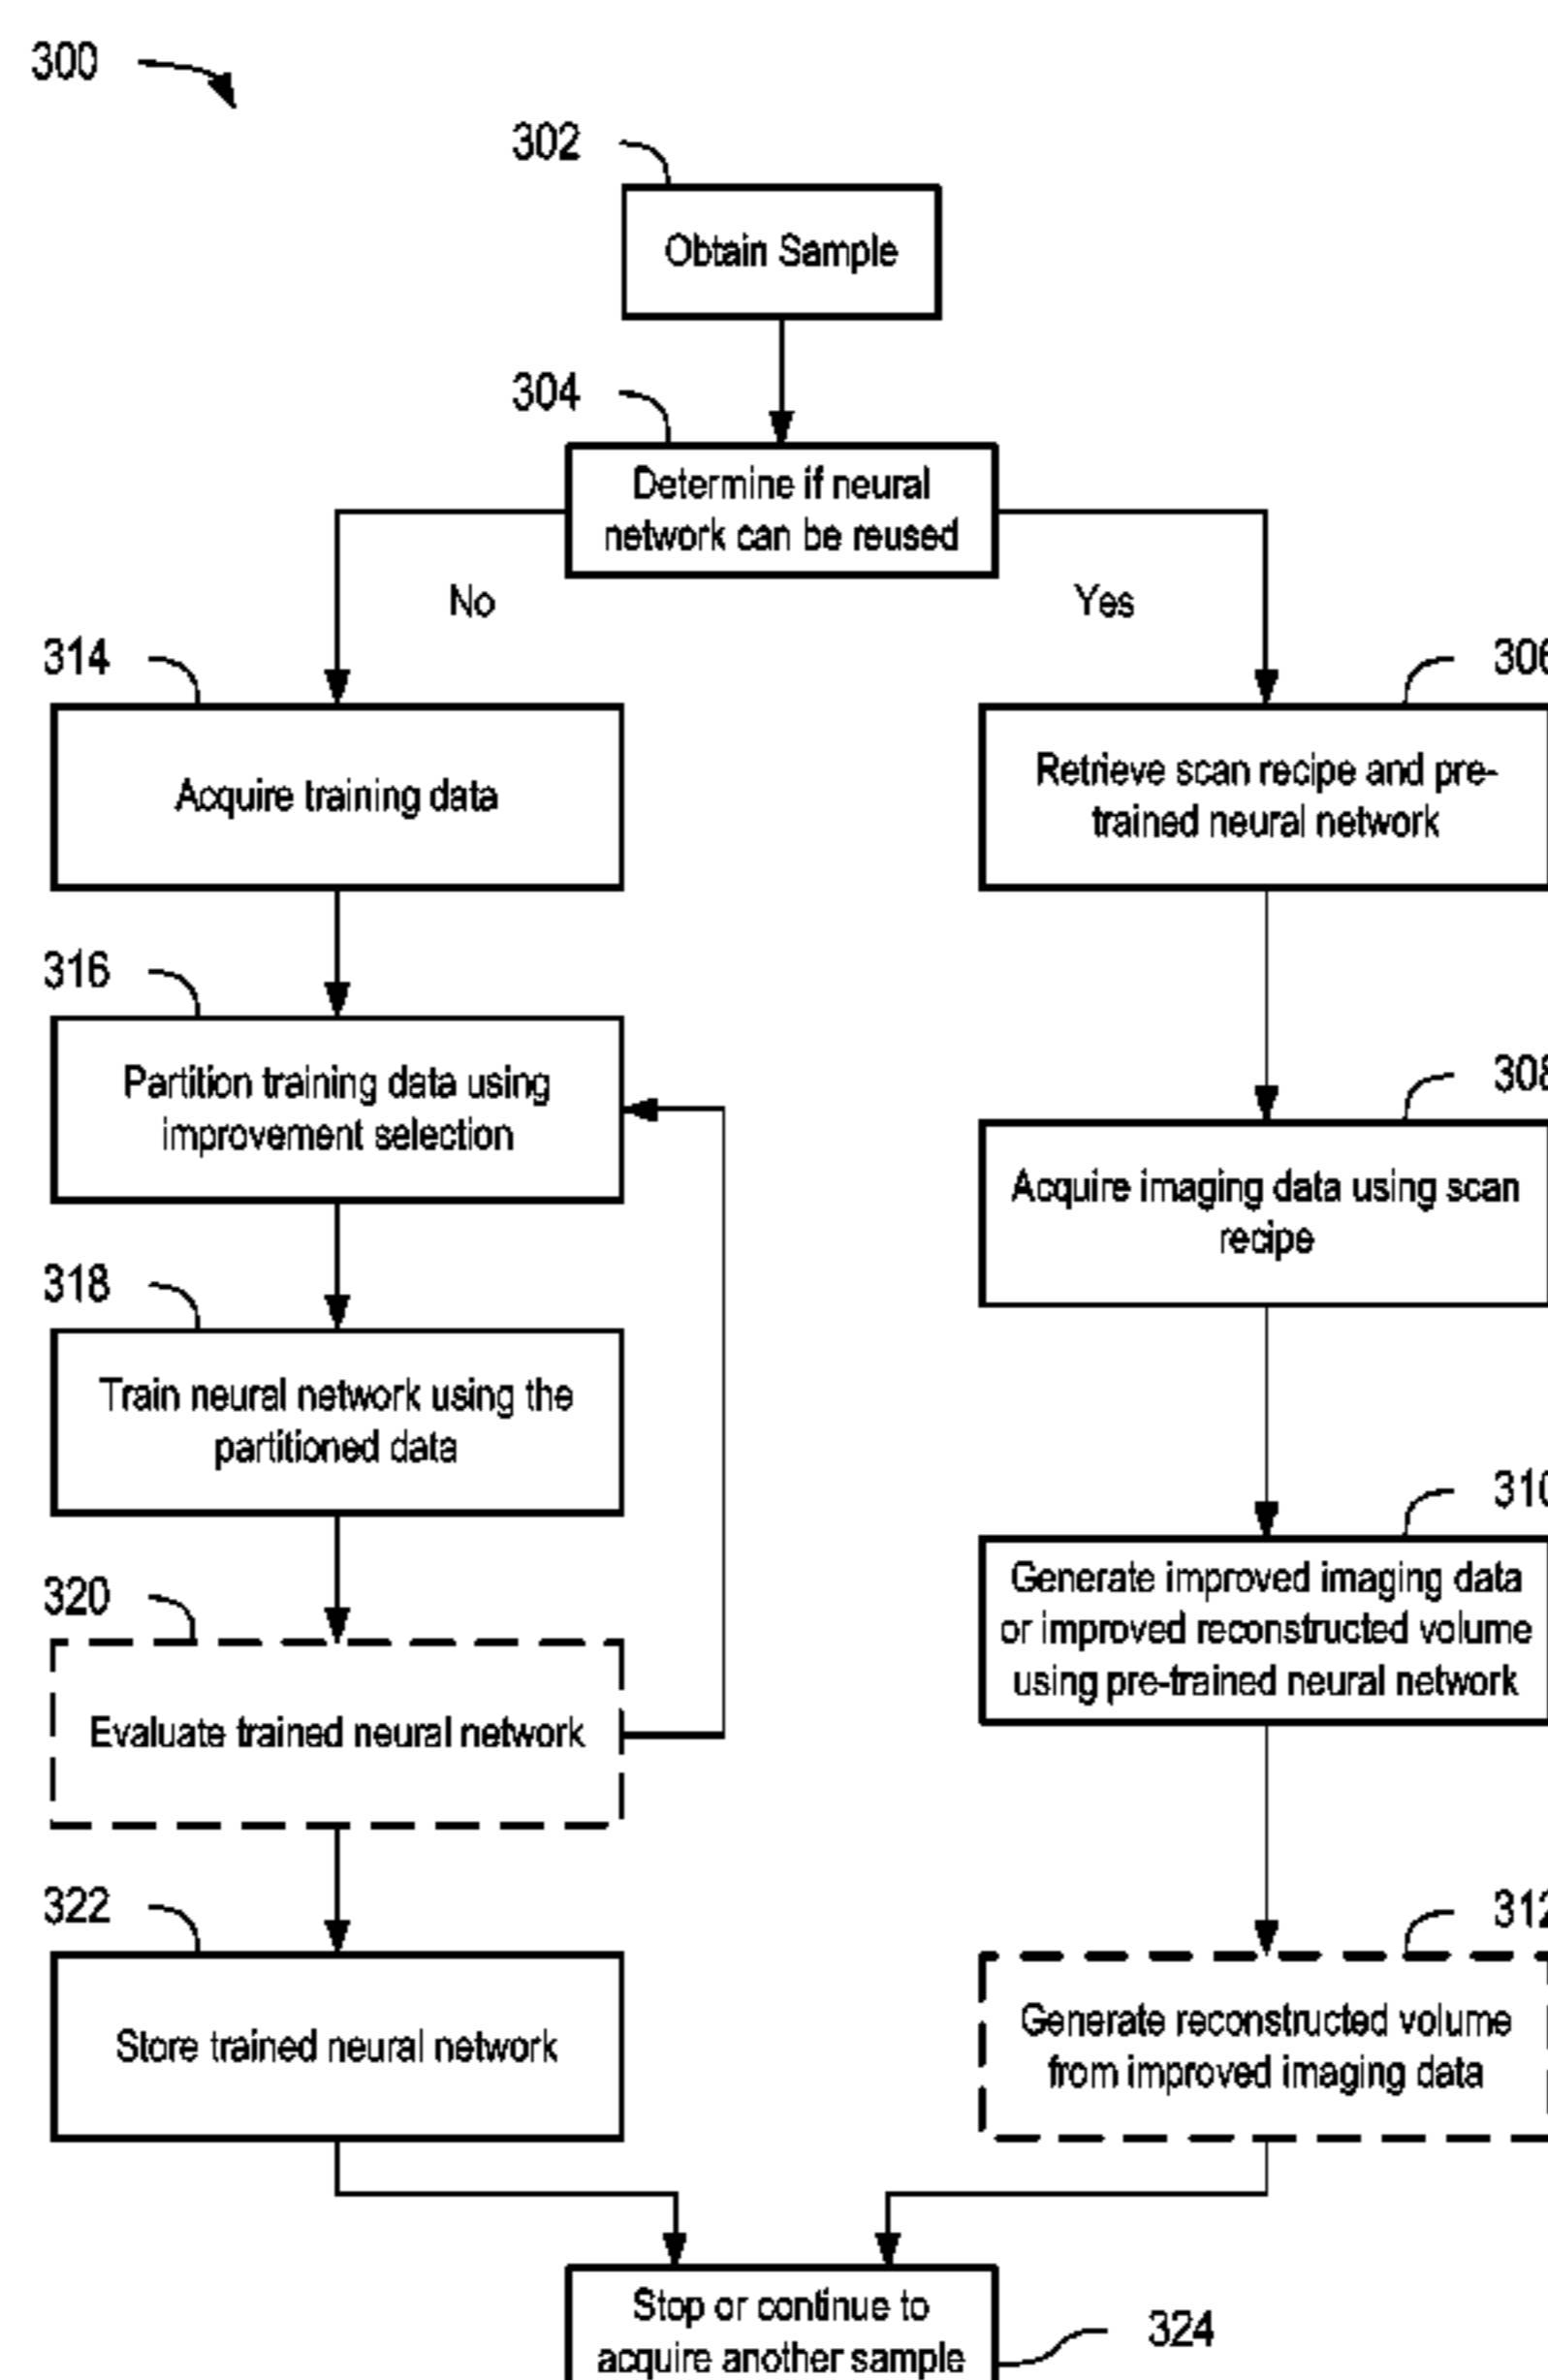 300
302
Obtain Sample
304
Determine if neural
network can be reused
No
Yes
314
Acquire training data
306
Retrieve scan recipe and pre-
trained neural network
316
Partition training data using
improvement selection
308
Acquire imaging data using scan
recipe
318
Train neural network using the
partitioned data
310
Generate improved imaging data
or improved reconstructed volume
using pre-trained neural network
320
Evaluate trained neural network
322
Store trained neural network
312
Generate reconstructed volume
from improved imaging data
Stop or continue to
acquire another sample
324